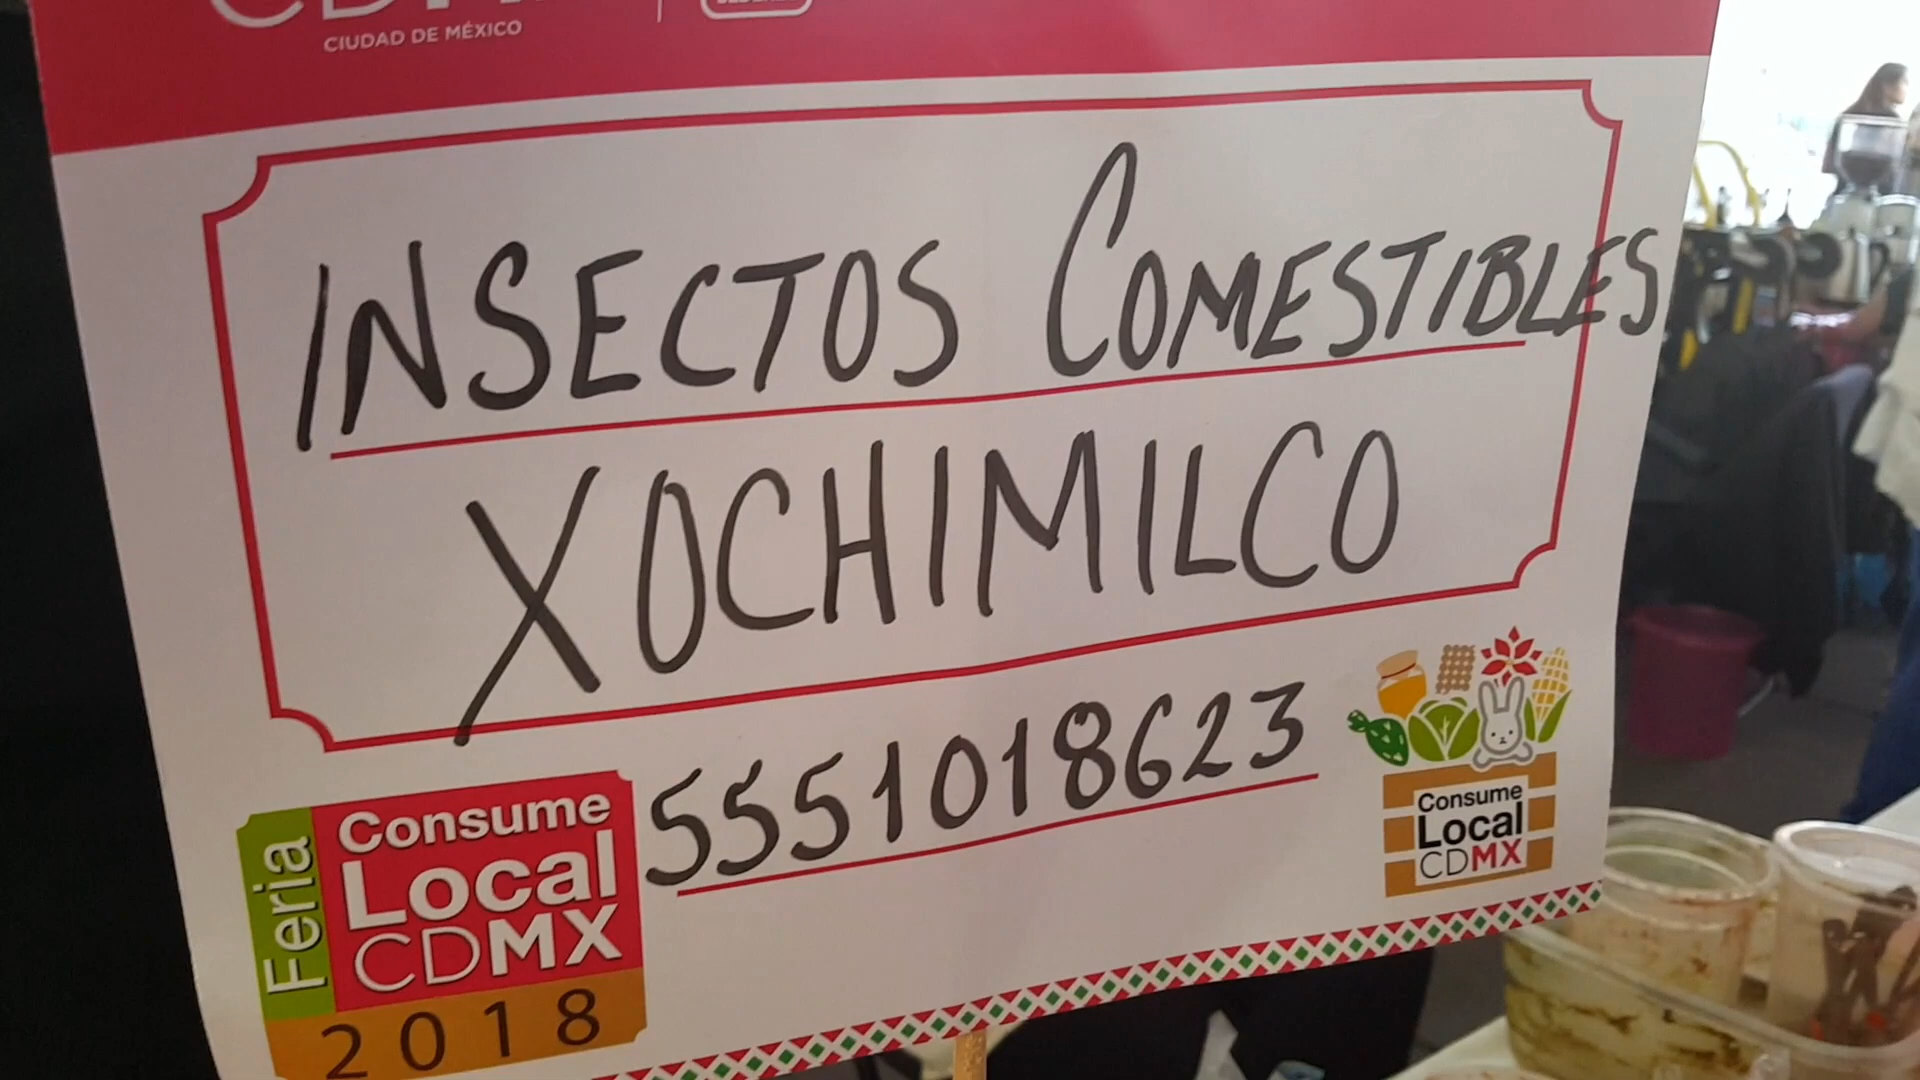 CIUDAD DE MÉXICO
INSECTOS COMESTIBLES
XOCHIMILCO
5551018623
Feria
Consume
Local
CDMX
2018
Consume
Local
CDMX